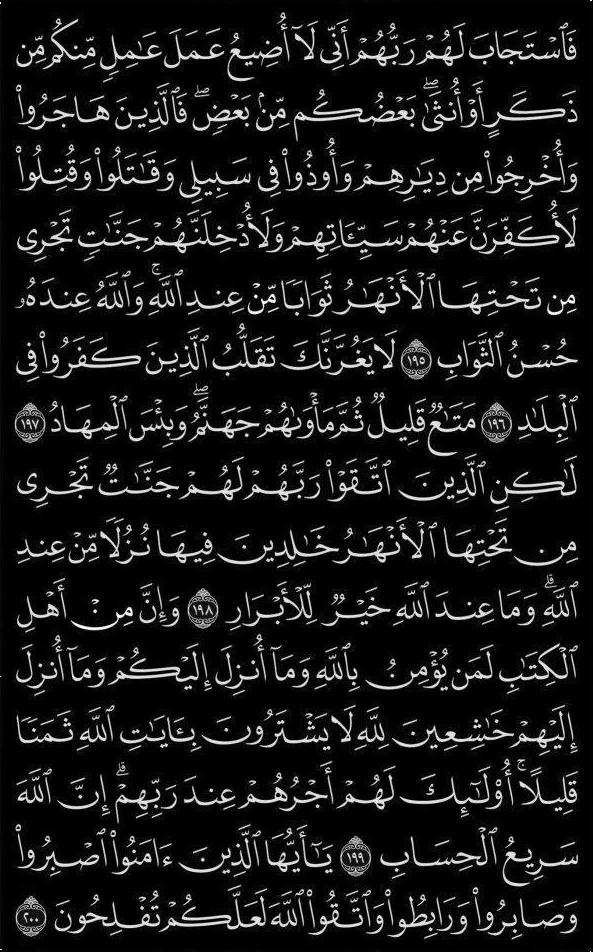 فَٱسْتَجَابَ لَهُمْ رَبُّهُمْ أَنِّى لَآ أُضِيعُ عَمَلَ عَـٰمِلٍ مِّنكُم مِّن
ذَكَرٍ أَوْ أُنثَىٰ ۖ بَعْضُكُم مِّنۢ بَعْضٍ ۖ فَٱلَّذِينَ هَاجَرُوا۟
وَأُخْرِجُوا۟ مِن دِيَـٰرِهِمْ وَأُوذُوا۟ فِى سَبِيلِى وَقَـٰتَلُوا۟ وَقُتِلُوا۟
لَأُكَفِّرَنَّ عَنْهُمْ سَيِّـَٔاتِهِمْ وَلَأُدْخِلَنَّهُمْ جَنَّـٰتٍ تَجْرِى
مِن تَحْتِهَا ٱلْأَنْهَـٰرُ ثَوَابًا مِّنْ عِندِ ٱللَّهِ ۗ وَٱللَّهُ عِندَهُۥ
حُسْنُ ٱلثَّوَابِ ١٩٥ لَا يَغُرَّنَّكَ تَقَلُّبُ ٱلَّذِينَ كَفَرُوا۟ فِى
ٱلْبِلَـٰدِ ١٩٦ مَتَـٰعٌ قَلِيلٌ ثُمَّ مَأْوَىٰهُمْ جَهَنَّمُ ۖ وَبِئْسَ ٱلْمِهَادُ ١٩٧
لَـٰكِنِ ٱلَّذِينَ ٱتَّقَوْا۟ رَبَّهُمْ لَهُمْ جَنَّـٰتٌ تَجْرِى
مِن تَحْتِهَا ٱلْأَنْهَـٰرُ خَـٰلِدِينَ فِيهَا نُزُلًا مِّنْ عِندِ
ٱللَّهِ ۗ وَمَا عِندَ ٱللَّهِ خَيْرٌ لِّلْأَبْرَارِ ١٩٨ وَإِنَّ مِنْ أَهْلِ
ٱلْكِتَـٰبِ لَمَن يُؤْمِنُ بِٱللَّهِ وَمَآ أُنزِلَ إِلَيْكُمْ وَمَآ أُنزِلَ
إِلَيْهِمْ خَـٰشِعِينَ لِلَّهِ لَا يَشْتَرُونَ بِـَٔايَـٰتِ ٱللَّهِ ثَمَنًا
قَلِيلًا ۗ أُو۟لَـٰٓئِكَ لَهُمْ أَجْرُهُمْ عِندَ رَبِّهِمْ ۗ إِنَّ ٱللَّهَ
سَرِيعُ ٱلْحِسَابِ ١٩٩ يَـٰٓأَيُّهَا ٱلَّذِينَ ءَامَنُوا۟ ٱصْبِرُوا۟
وَصَابِرُوا۟ وَرَابِطُوا۟ وَٱتَّقُوا۟ ٱللَّهَ لَعَلَّكُمْ تُفْلِحُونَ ٢٠٠